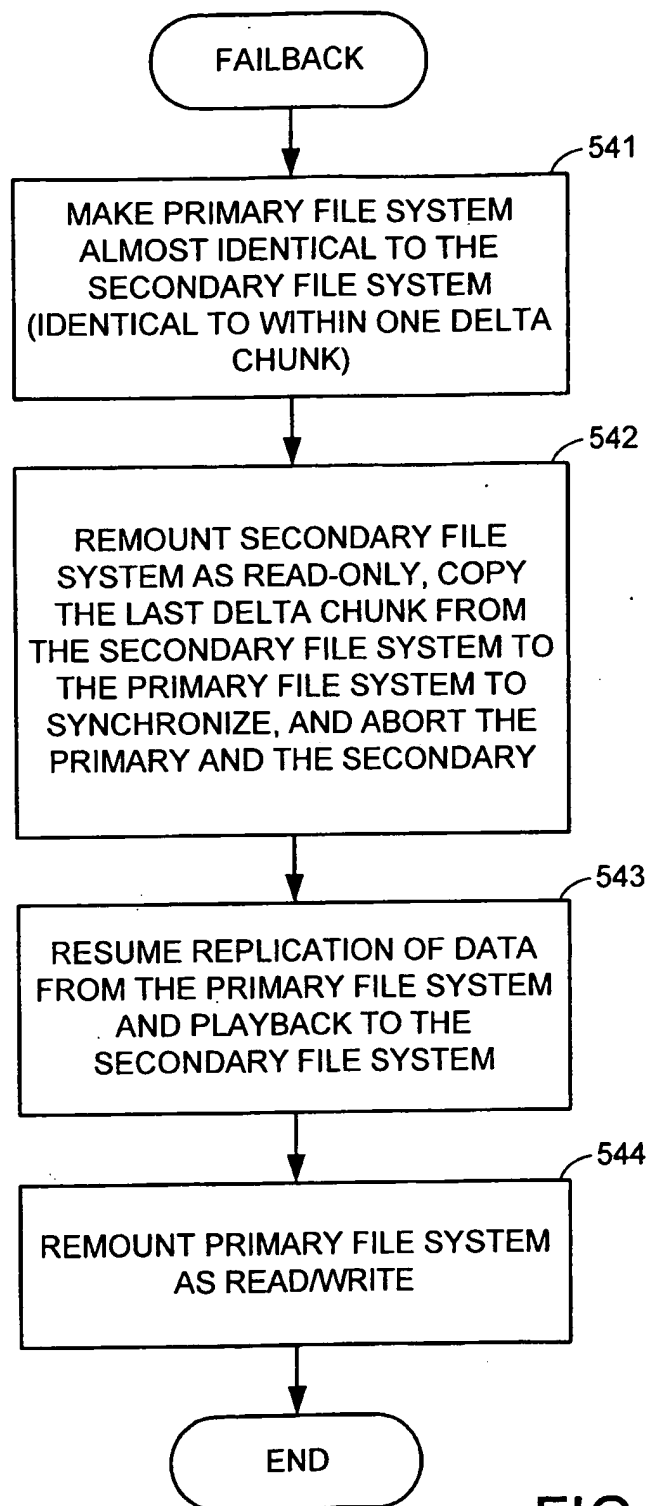 FAILBACK
541
MAKE PRIMARY FILE SYSTEM
ALMOST IDENTICAL TO THE
SECONDARY FILE SYSTEM
(IDENTICAL TO WITHIN ONE DELTA
CHUNK)
542
REMOUNT SECONDARY FILE
SYSTEM AS READ-ONLY, COPY
THE LAST DELTA CHUNK FROM
THE SECONDARY FILE SYSTEM TO
THE PRIMARY FILE SYSTEM TO
SYNCHRONIZE, AND ABORT THE
PRIMARY AND THE SECONDARY
543
RESUME REPLICATION OF DATA
FROM THE PRIMARY FILE SYSTEM
AND PLAYBACK TO THE
SECONDARY FILE SYSTEM
544
REMOUNT PRIMARY FILE SYSTEM
AS READ/WRITE
END